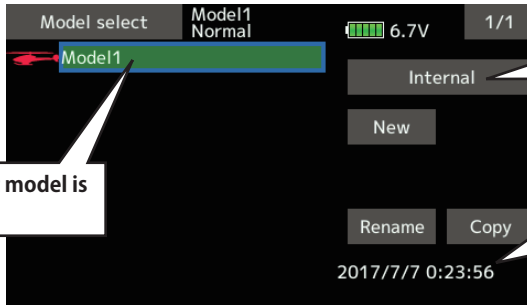 Model select
Model1
Normal
6.7V
1/1
Model1
Internal
New
model is
Rename
Copy
2017/7/7 0:23:56